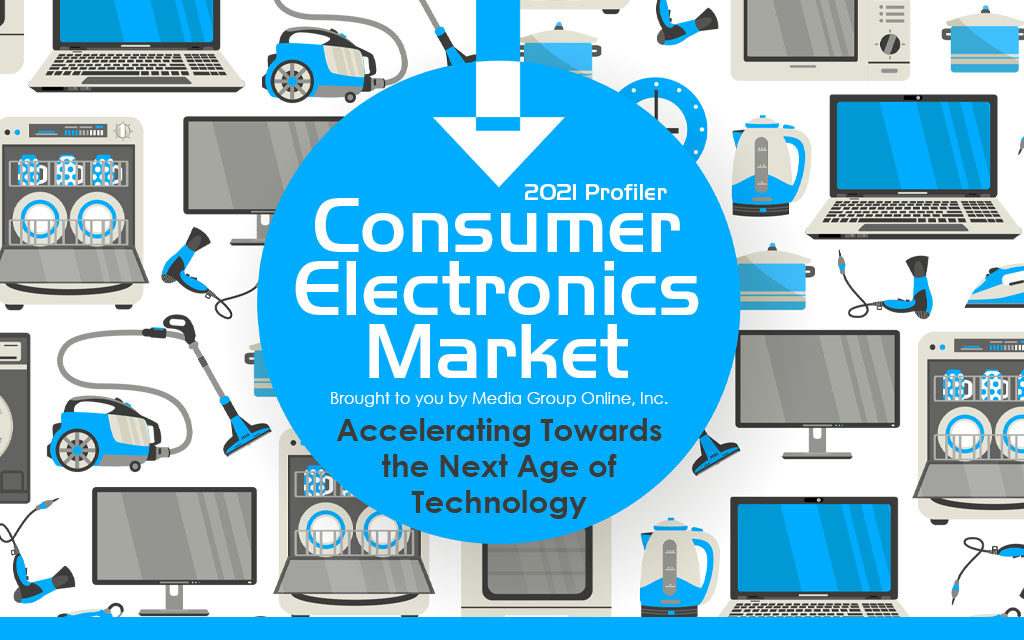 2021 Profiler
Consumer
Electronics
Market
Brought to you by Media Group Online, Inc.
Accelerating Towards
the Next Age of
Technology